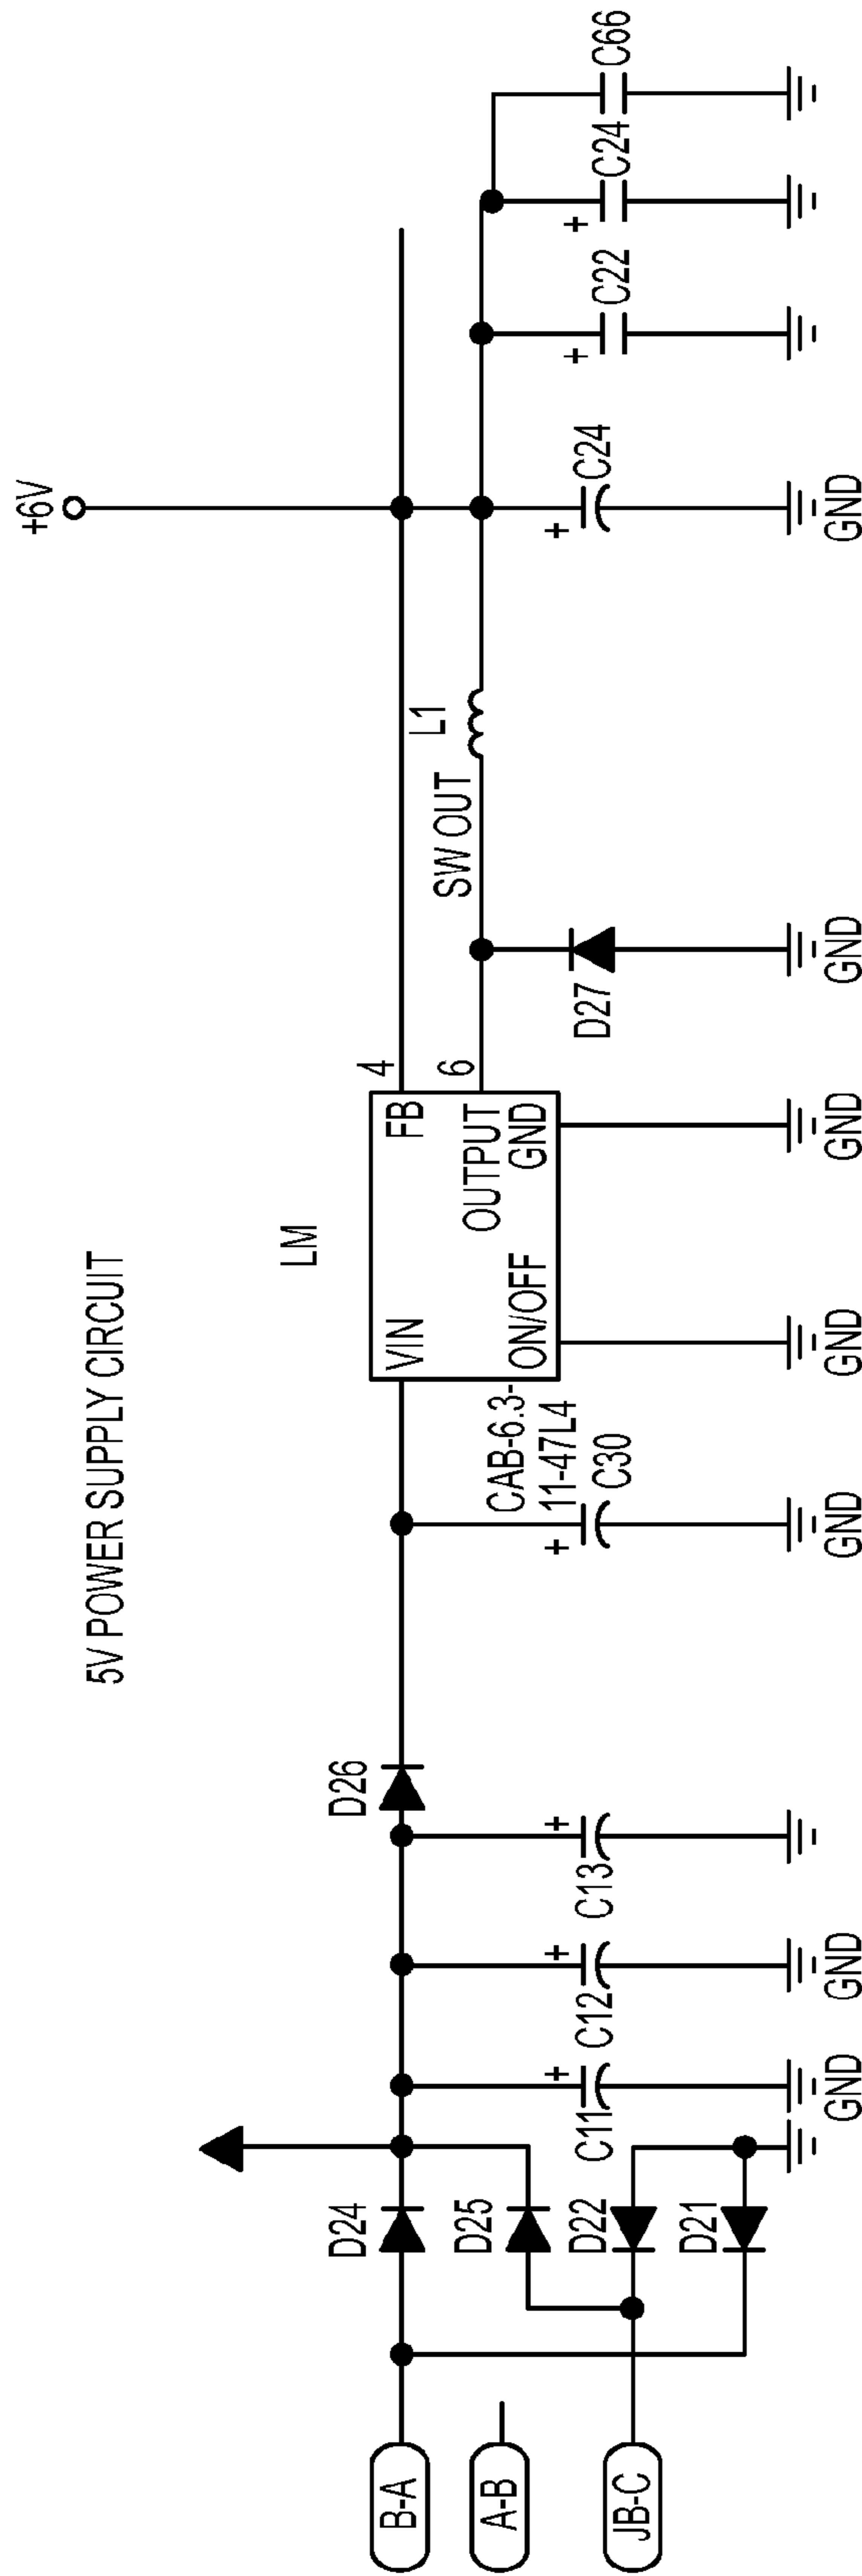 5V POWER SUPPLY CIRCUIT
+6V
B-A
A-B
JB-C
D24
D25
D22
D21
C11
GND
C12
GND
C13
D26
+
+
+
+
CAB-6.3-
11-47L4
C30
GND
LM
VIN
FB
4
OUTPUT
6
ON/OFF
GND
GND
GND
D27
GND
SW OUT
L1
+
C24
GND
+
C22
+
C24
C66